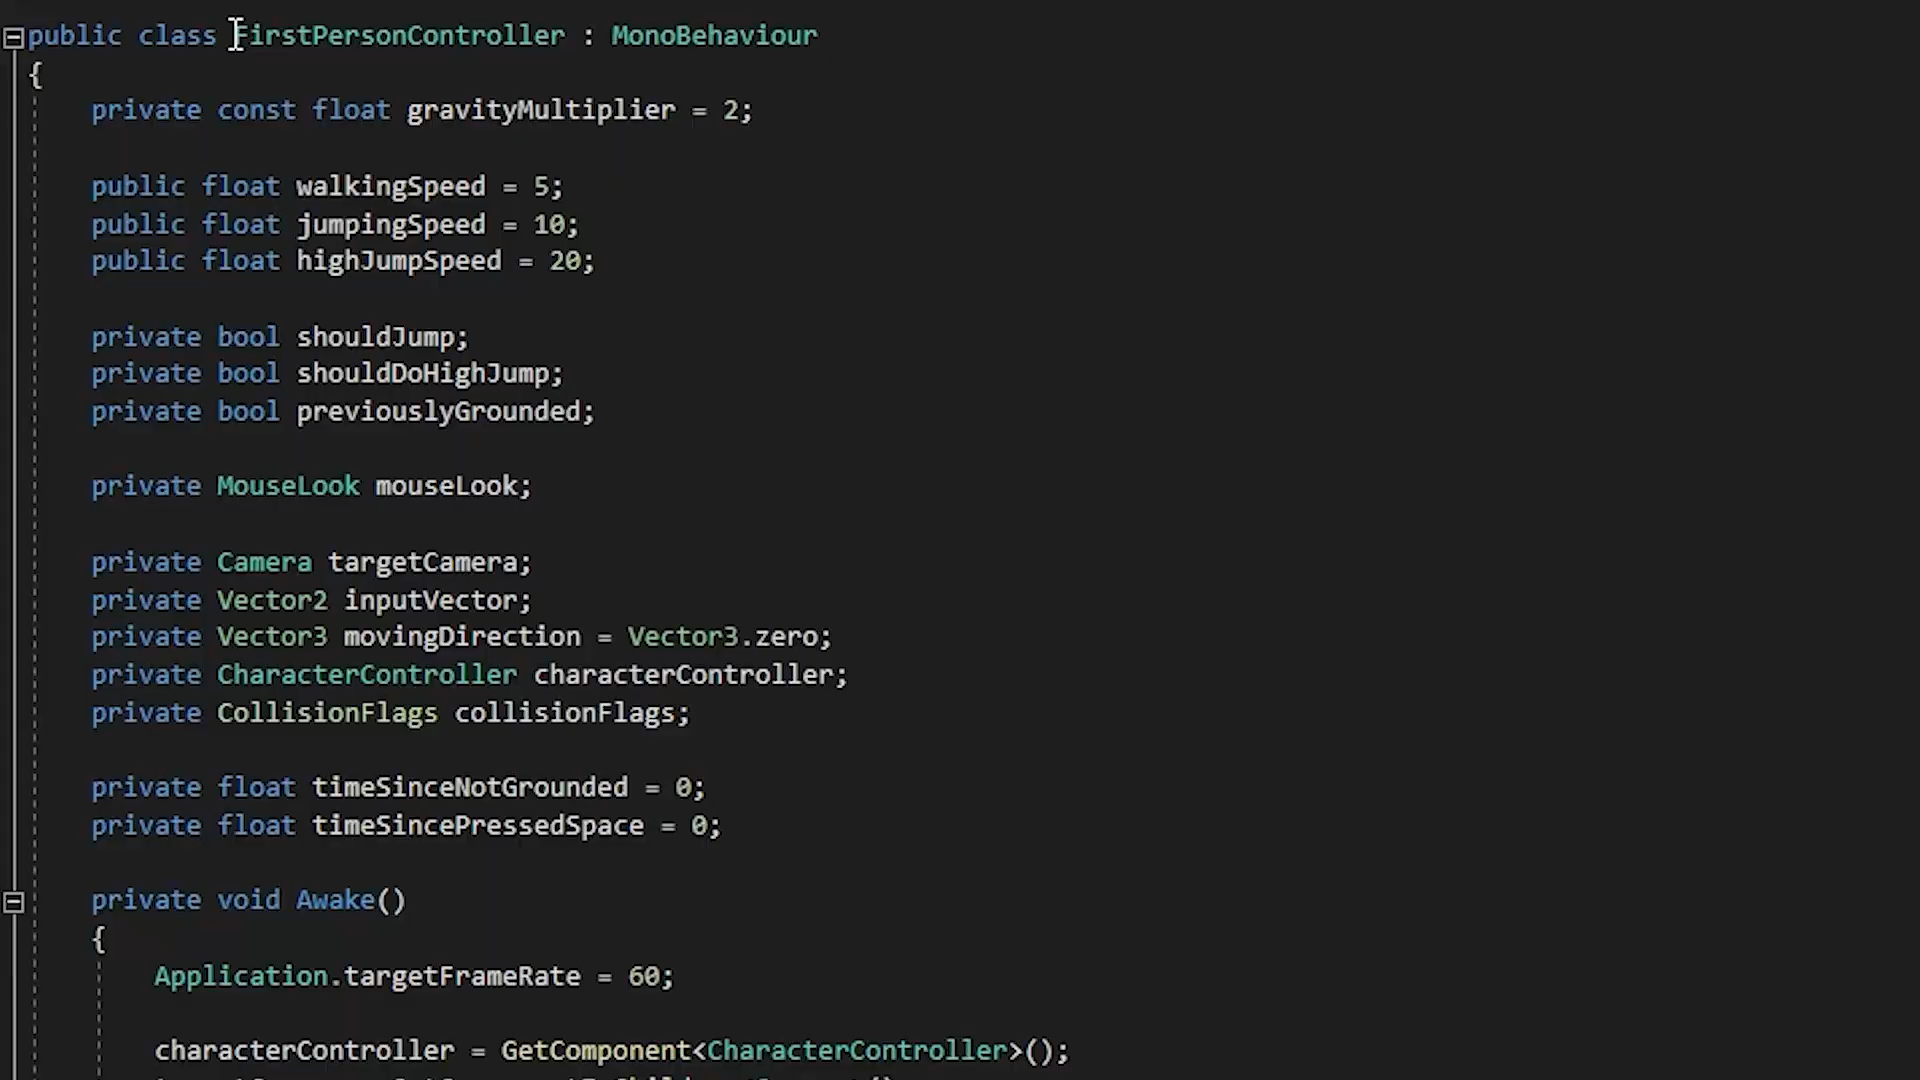 public class FirstPersonController : MonoBehaviour
{
private const float gravityMultiplier = 2;
public float walkingSpeed = 5;
public float jumpingSpeed = 10;
public float highJumpSpeed = 20;
private bool shouldJump;
private bool shouldDoHighJump;
private bool previouslyGrounded;
private MouseLook mouseLook;
private Camera targetCamera;
private Vector2 inputVector;
private Vector3 movingDirection = Vector3.zero;
private CharacterController characterController;
private CollisionFlags collisionFlags;
private float timeSinceNotGrounded = 0;
private float timeSincePressedSpace = 0;
private void Awake()
{
Application.targetFrameRate = 60;
characterController = GetComponent<CharacterController>();